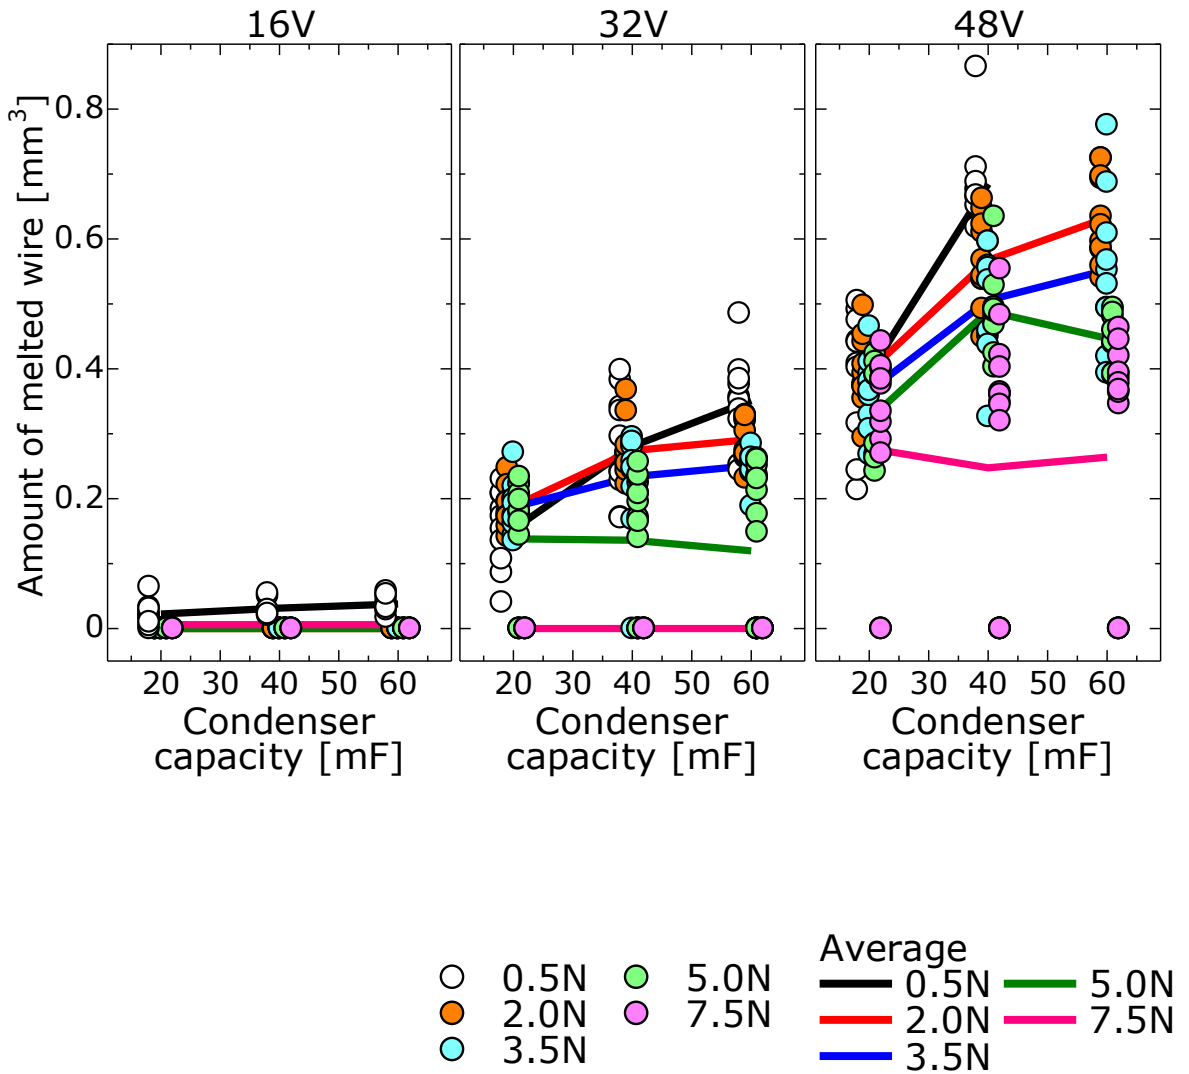 16V 32V 48V
Amount of melted wire [mm³]
0.8
0.6
0.4
0.2
0
20 30 40 50 60 20 30 40 50 60 20 30 40 50 60
Condenser Condenser Condenser
capacity [mF] capacity [mF] capacity [mF]
Average
0.5N 5.0N 0.5N 5.0N
2.0N 7.5N 2.0N 7.5N
3.5N 3.5N